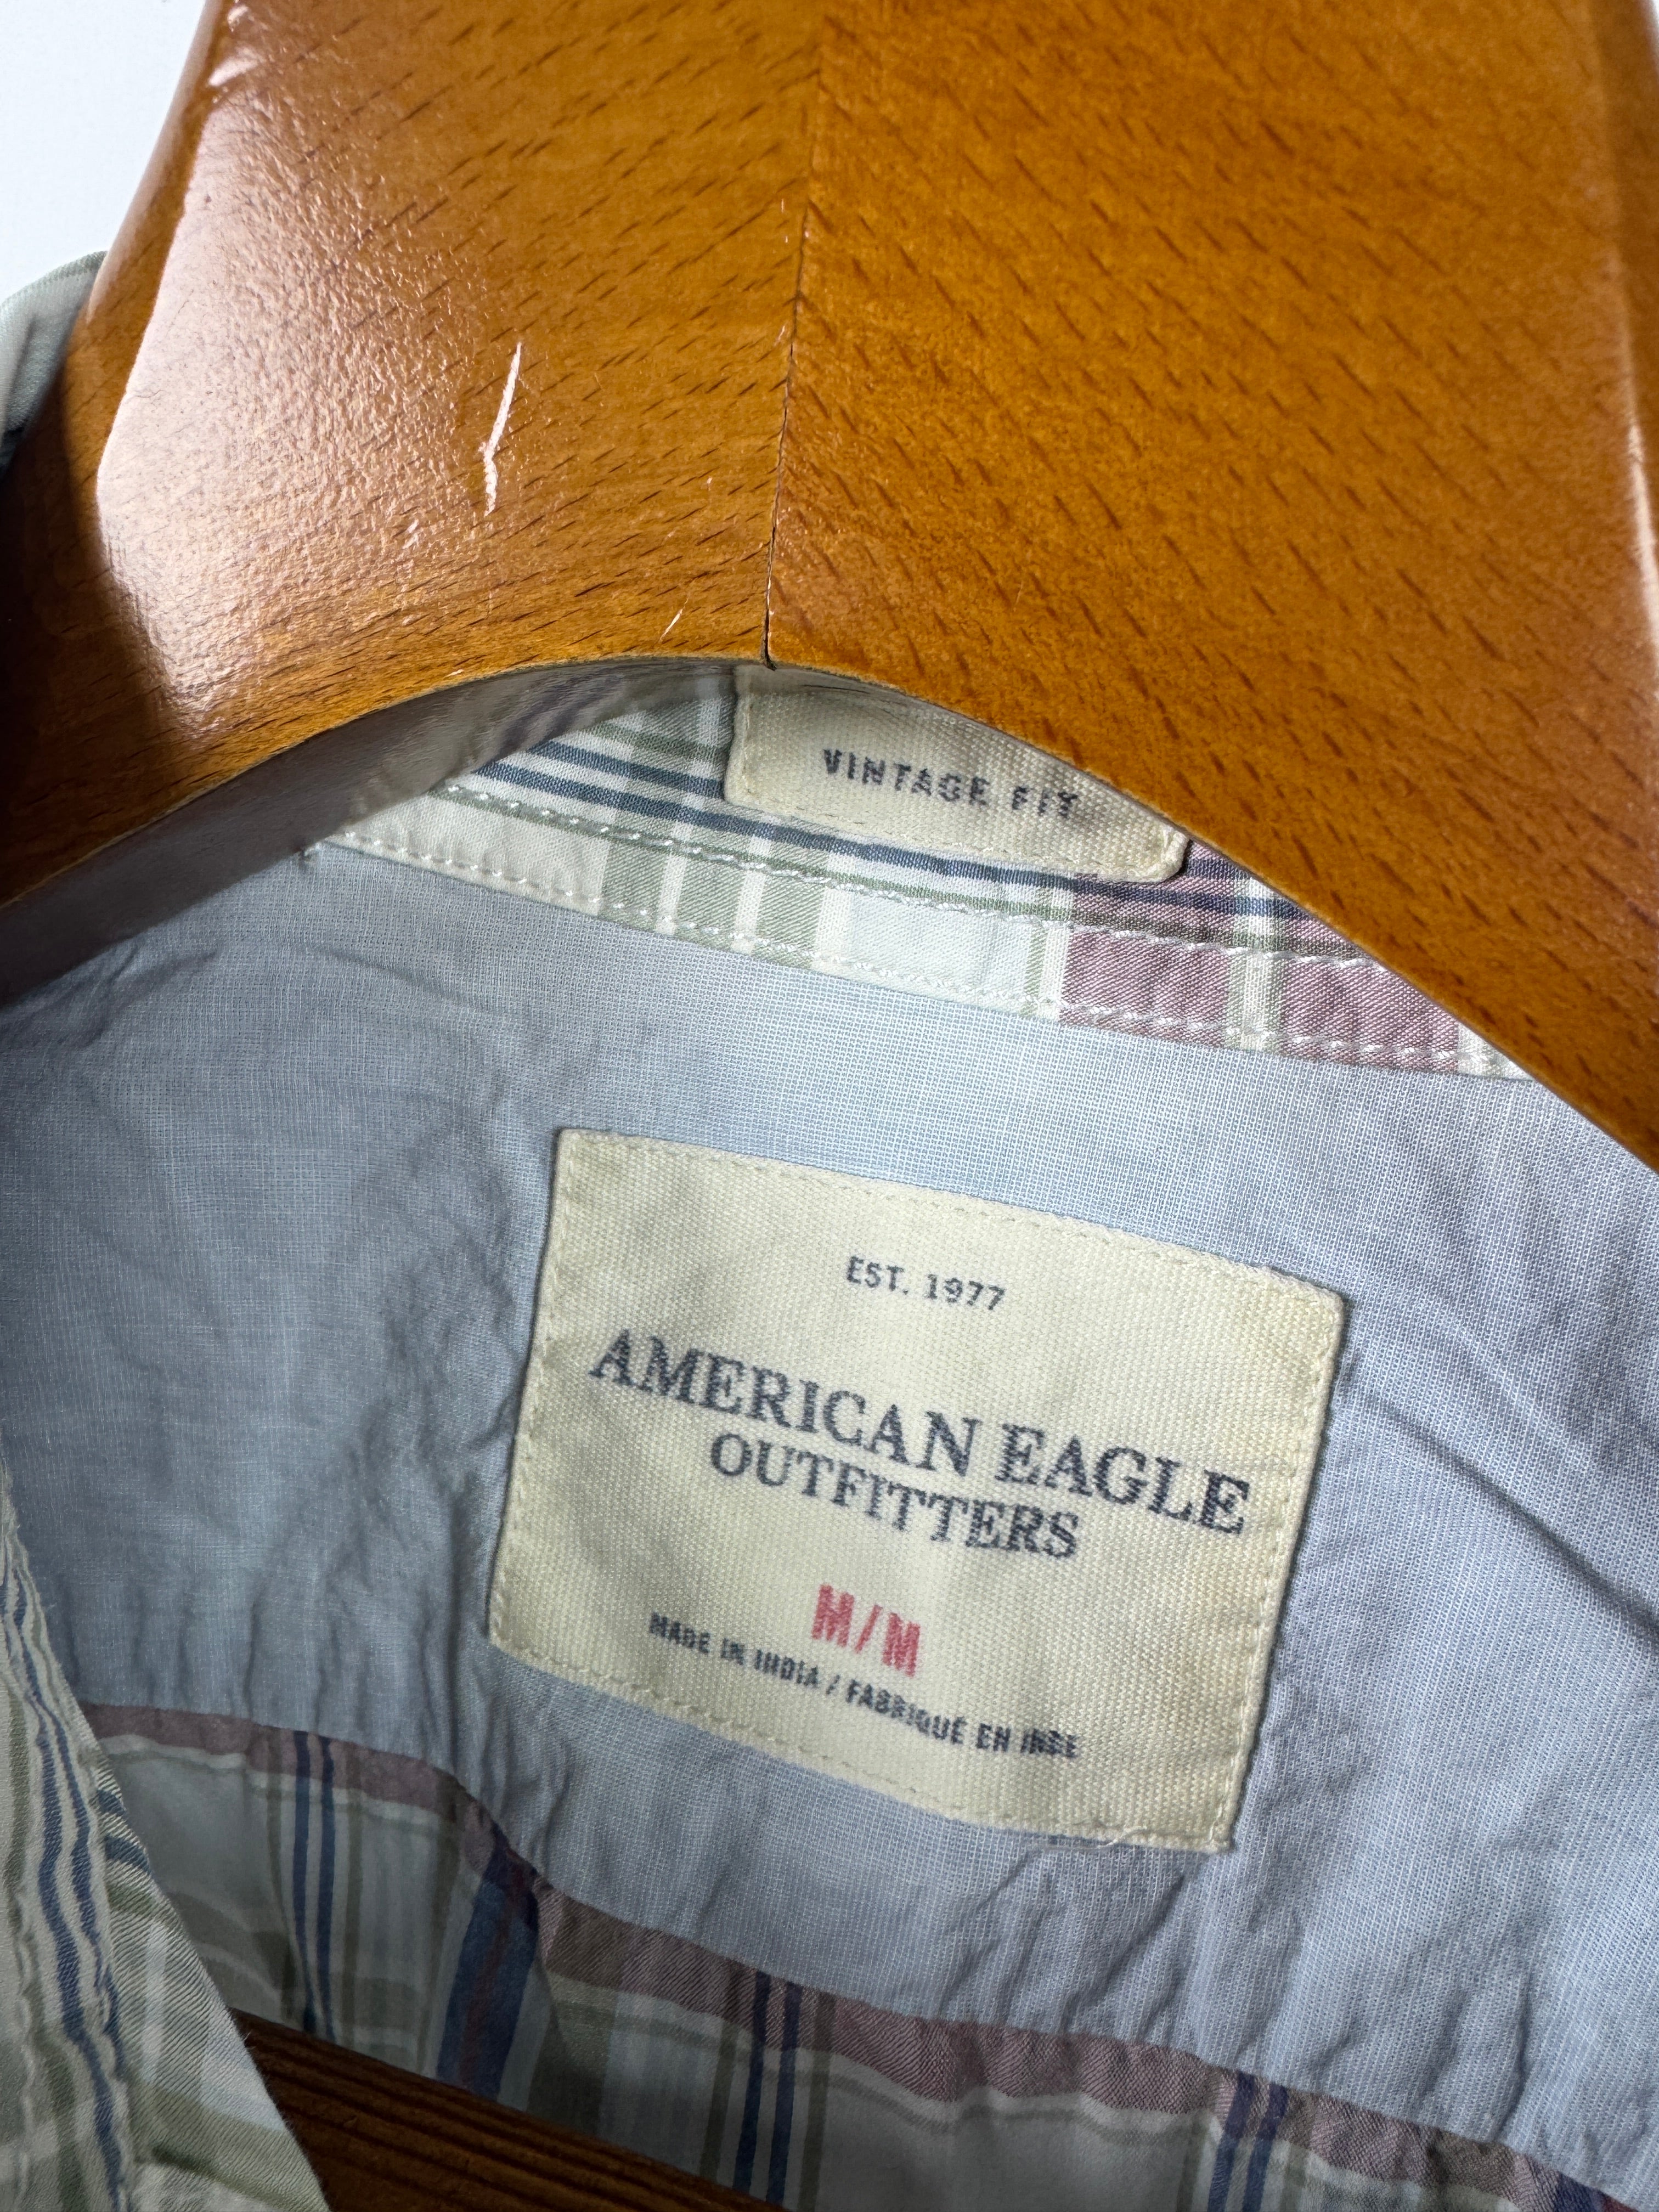 VINTAGE FIT
EST. 1977
AMERICAN EAGLE
OUTFITTERS
M/M
MADE IN INDIA / FABRIQUÉ EN INDE